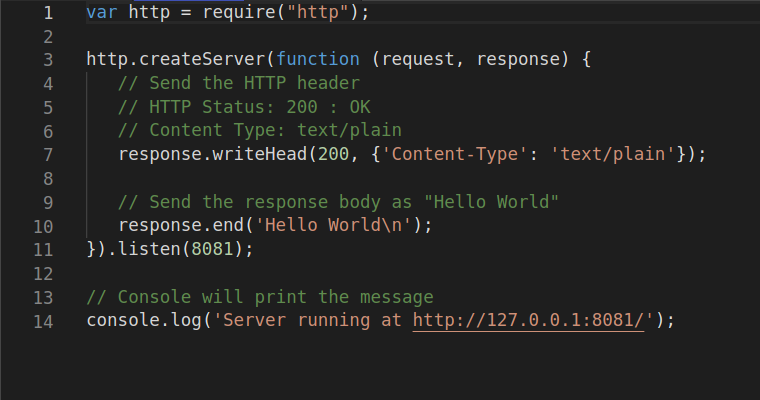 1 var http = require("http");
2
3 http.createServer(function (request, response) {
4    // Send the HTTP header
5    // HTTP Status: 200 : OK
6    // Content Type: text/plain
7    response.writeHead(200, {'Content-Type': 'text/plain'});
8
9    // Send the response body as "Hello World"
10    response.end('Hello World\n');
11 }).listen(8081);
12
13 // Console will print the message
14 console.log('Server running at http://127.0.0.1:8081/');